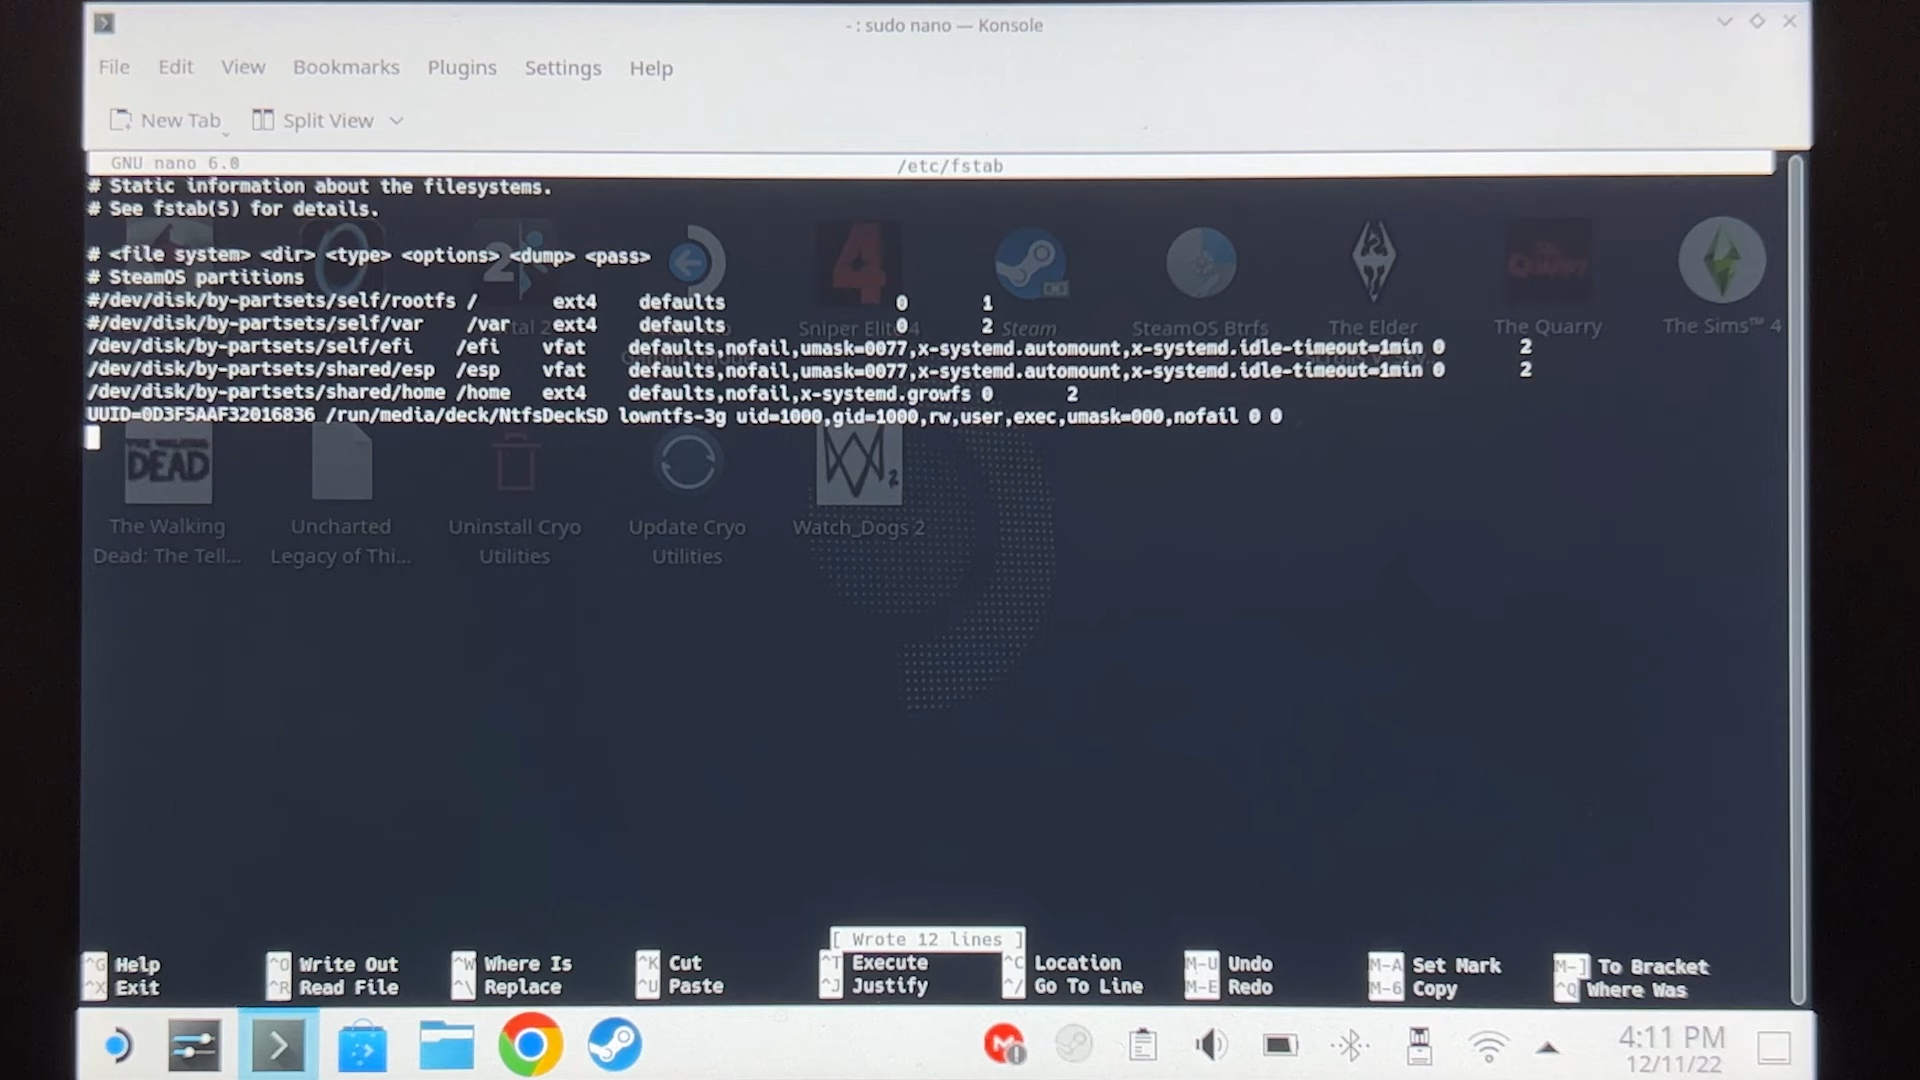 - : sudo nano — Konsole
File Edit View Bookmarks Plugins Settings Help
New Tab Split View
GNU nano 6.0 /etc/fstab
# Static information about the filesystems.
# See fstab(5) for details.
# <file system> <dir> <type> <options> <dump> <pass>
# SteamOS partitions
#/dev/disk/by-partsets/self/rootfs / ext4 defaults 0 1
#/dev/disk/by-partsets/self/var /var ext4 defaults 0 2
/dev/disk/by-partsets/self/efi /efi vfat defaults,nofail,umask=0077,x-systemd.automount,x-systemd.idle-timeout=1min 0 2
/dev/disk/by-partsets/shared/esp /esp vfat defaults,nofail,umask=0077,x-systemd.automount,x-systemd.idle-timeout=1min 0 2
/dev/disk/by-partsets/shared/home /home ext4 defaults,nofail,x-systemd.growfs 0 2
UUID=0D3F5AAF32016836 /run/media/deck/NtfsDeckSD lowntfs-3g uid=1000,gid=1000,rw,user,exec,umask=000,nofail 0 0
Sniper Elite 4 Steam SteamOS Btrfs The Elder The Quarry The Sims™ 4
DEAD
The Walking Uncharted Uninstall Cryo Update Cryo Watch_Dogs 2
Dead: The Tell... Legacy of Thi... Utilities Utilities
[ Wrote 12 lines ]
^G Help ^O Write Out ^W Where Is ^K Cut ^T Execute ^C Location M-U Undo M-A Set Mark M-] To Bracket
^X Exit ^R Read File ^\ Replace ^U Paste ^J Justify ^/ Go To Line M-E Redo M-6 Copy ^Q Where Was
4:11 PM
12/11/22